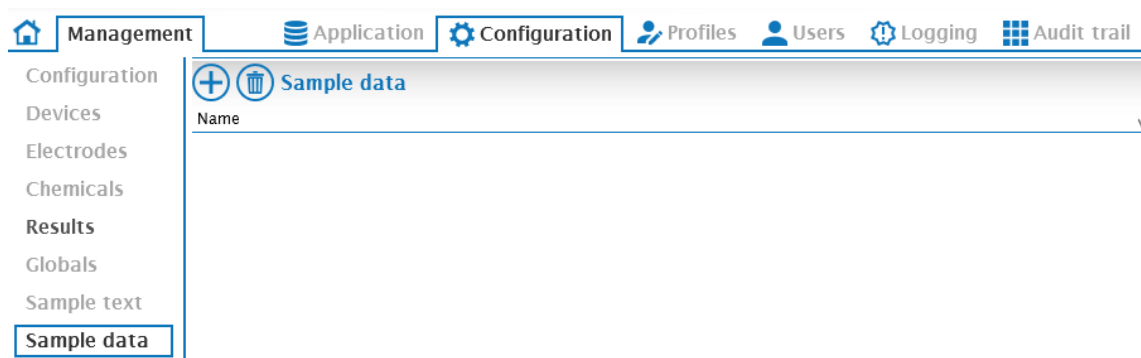 Management Application Configuration Profiles Users Logging Audit trail
Configuration
Devices
Electrodes
Chemicals
Results
Globals
Sample text
Sample data
Sample data
Name